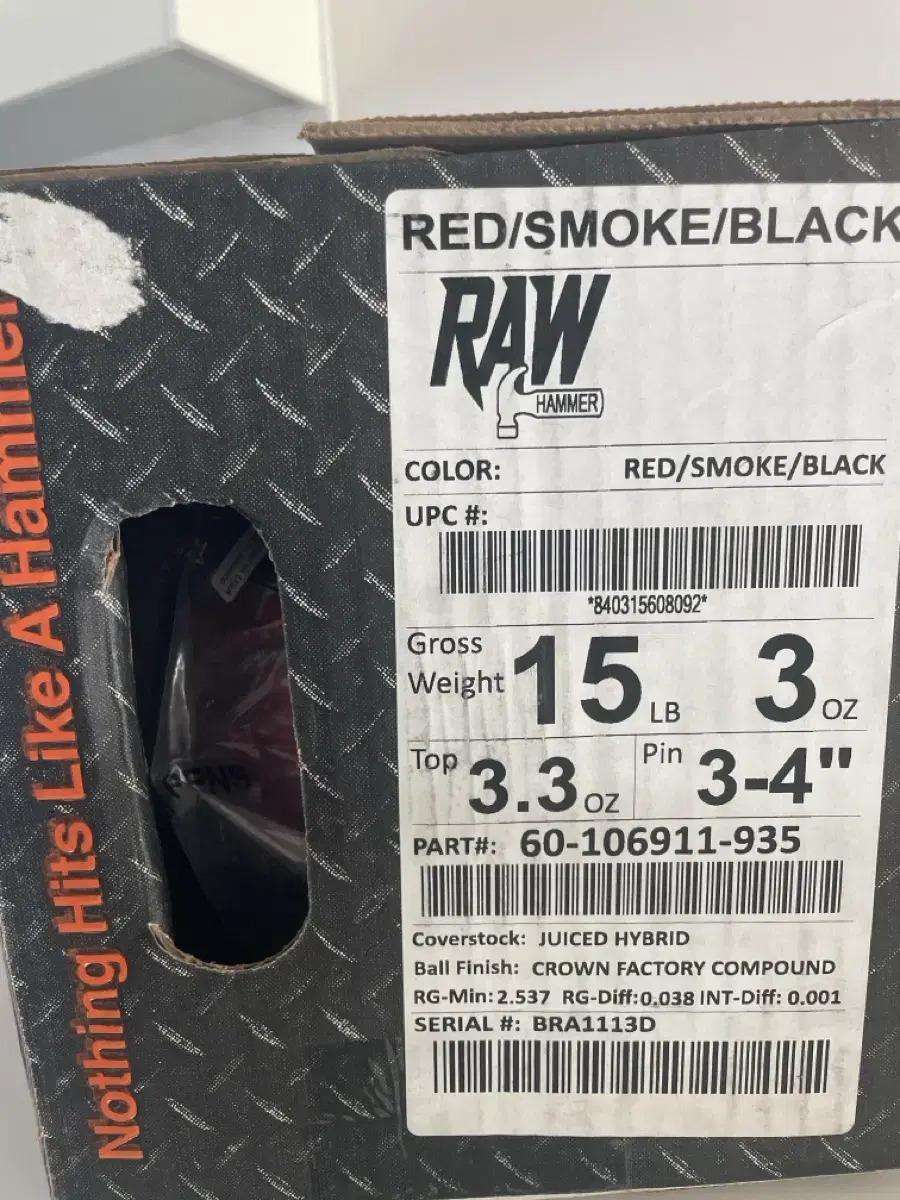 Nothing Hits Like A Hammer
RED/SMOKE/BLACK
RAW
HAMMER
COLOR: RED/SMOKE/BLACK
UPC #:
*840315608092*
Gross Weight 15 LB 3 OZ
Top 3.3 OZ Pin 3-4"
PART#: 60-106911-935
Coverstock: JUICED HYBRID
Ball Finish: CROWN FACTORY COMPOUND
RG-Min: 2.537 RG-Diff:0.038 INT-Diff: 0.001
SERIAL #: BRA1113D